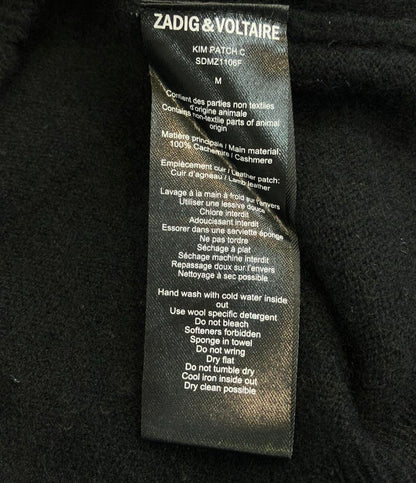 ZADIG & VOLTAIRE
KIM PATCH C
SDMZ1106F
M
Contient des parties non textiles
d'origine animale
Contains non-textile parts of animal
origin
Matière principale / Main material:
100% Cachemire / Cashmere
Empiècement cuir / Leather patch:
Cuir d'agneau / Lamb leather
Lavage à la main à froid sur l'envers
Utiliser une lessive douce
Chlore interdit
Adoucissant interdit
Essorer dans une serviette éponge
Ne pas tordre
Séchage à plat
Séchage machine interdit
Repassage doux sur l'envers
Nettoyage à sec possible
Hand wash with cold water inside
out
Use wool specific detergent
Do not bleach
Softeners forbidden
Sponge in towel
Do not wring
Dry flat
Do not tumble dry
Cool iron inside out
Dry clean possible